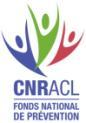 CNRACL
FONDS NATIONAL
DE PRÉVENTION